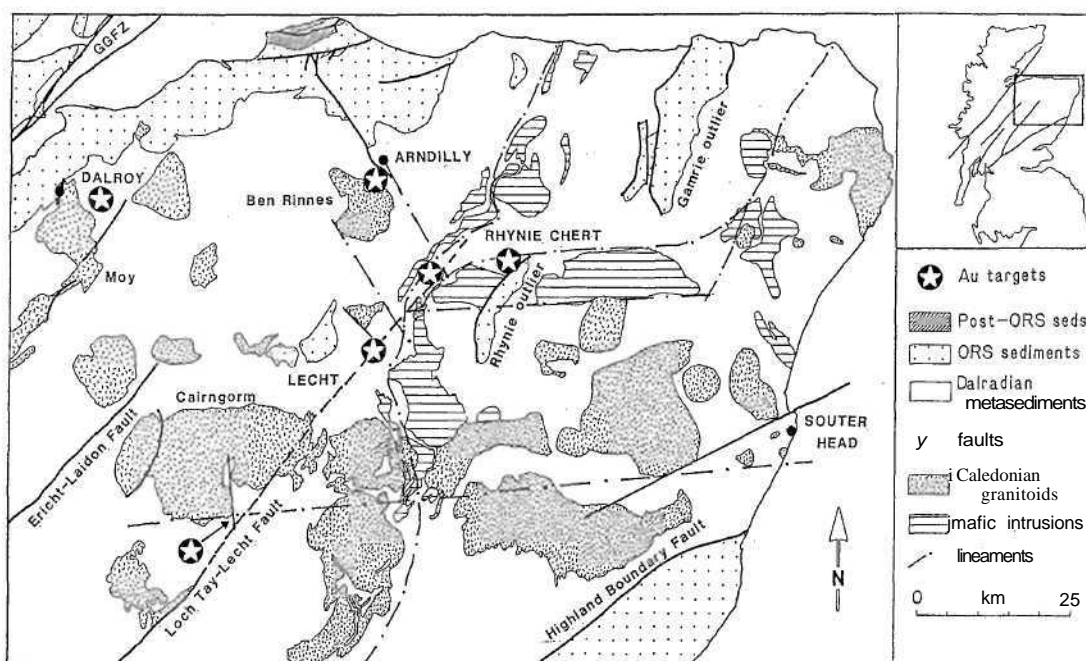 GGFZ
DALROY
Moy
Ben Rinnes
ARNDILLY
RHYNIE CHERT
Gamrie outlier
Rhynie outlier
LECHT
Cairngorm
Ericht-Laidon Fault
Loch Tay-Lecht Fault
Highland Boundary Fault
SOUTER
HEAD
N
Au targets
Post-ORS seds
ORS sediments
Dalradian
metasediments
y faults
i Caledonian
granitoids
mafic intrusions
lineaments
0 km 25